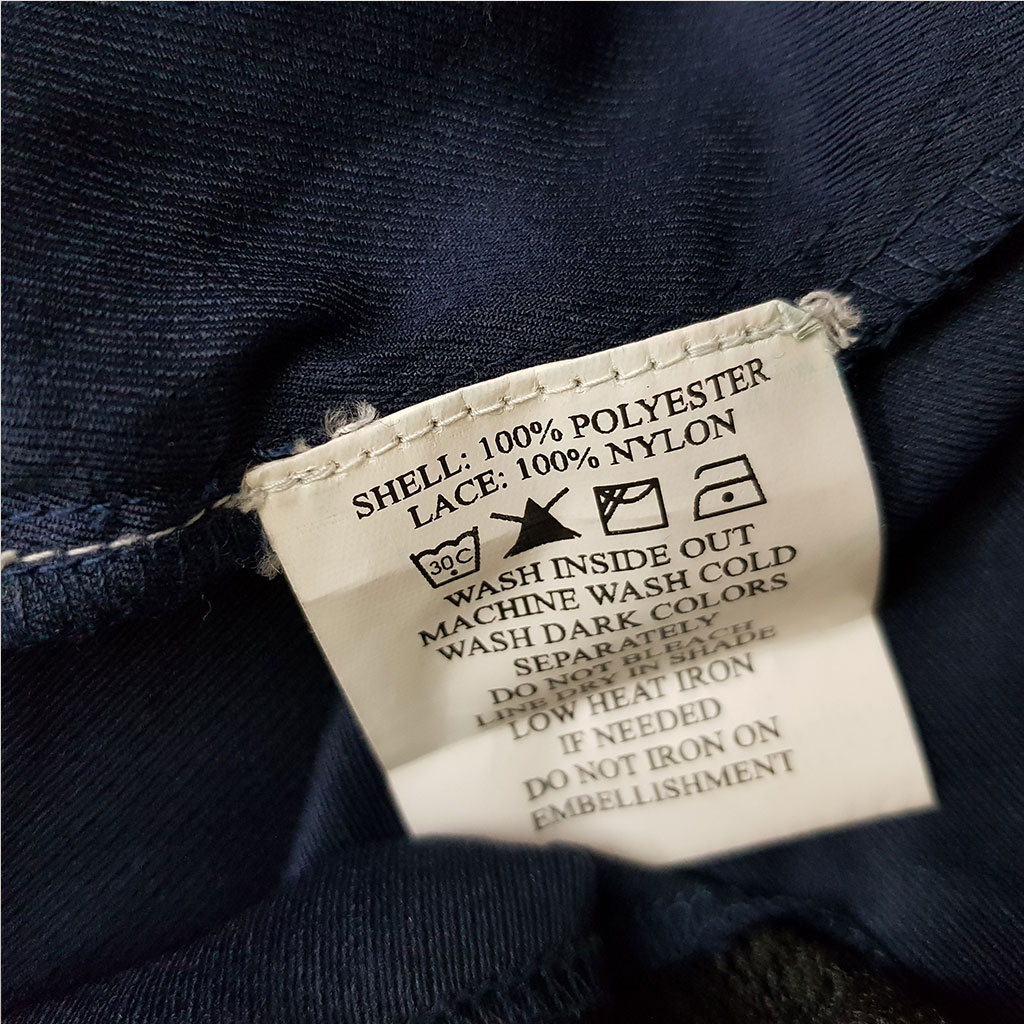 SHELL: 100% POLYESTER
LACE: 100% NYLON
30C
WASH INSIDE OUT
MACHINE WASH COLD
WASH DARK COLORS
SEPARATELY
DO NOT BLEACH
LINE DRY IN SHADE
LOW HEAT IRON
IF NEEDED
DO NOT IRON ON
EMBELLISHMENT